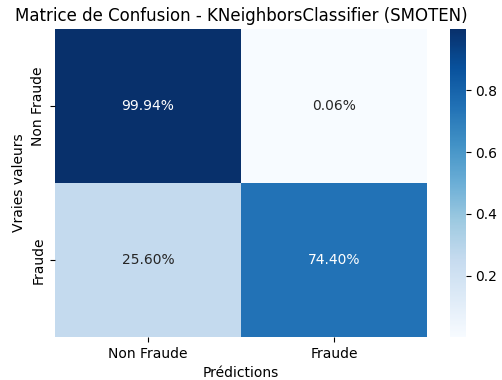 Matrice de Confusion - KNeighborsClassifier (SMOTEN)
Vraies valeurs
Non Fraude
99.94%
0.06%
Fraude
25.60%
74.40%
Non Fraude
Fraude
Prédictions
0.8
0.6
0.4
0.2